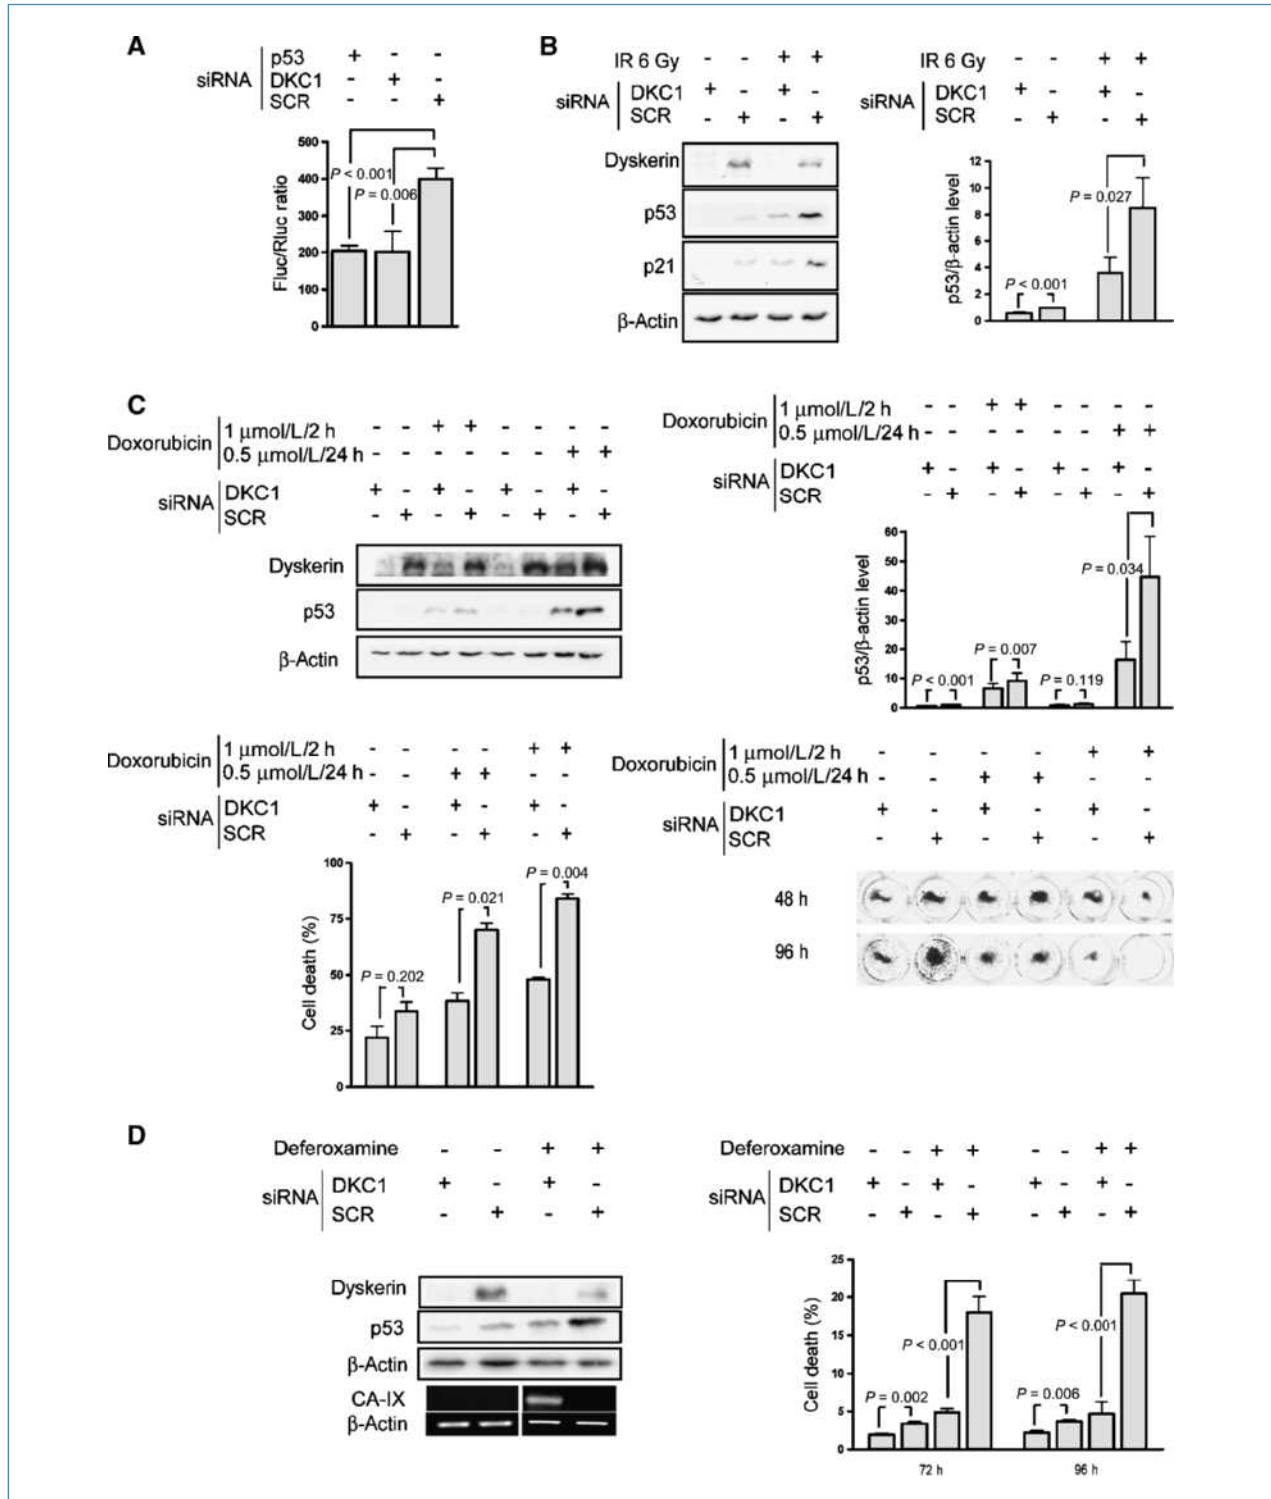 A
p53 + - -
siRNA DKC1 - + -
SCR - - +
Fluc/Rluc ratio
500
400
300
200
100
0
P < 0.001
P = 0.006
B
IR 6 Gy - - + +
siRNA DKC1 + - + -
SCR - + - +
Dyskerin
p53
p21
β-Actin
IR 6 Gy - - + +
siRNA DKC1 + - + -
SCR - + - +
p53/β-actin level
12
10
8
6
4
2
0
P < 0.001
P = 0.027
C
Doxorubicin 1 µmol/L/2 h - - + + - - - -
0.5 µmol/L/24 h - - - - - - + +
siRNA DKC1 + - + - + - + -
SCR - + - + - + - +
Dyskerin
p53
β-Actin
Doxorubicin 1 µmol/L/2 h - - + + - - - -
0.5 µmol/L/24 h - - - - - - + +
siRNA DKC1 + - + - + - + -
SCR - + - + - + - +
p53/β-actin level
60
50
40
30
20
10
0
P < 0.001
P = 0.007
P = 0.119
P = 0.034
Doxorubicin 1 µmol/L/2 h - - - - + +
0.5 µmol/L/24 h - - + + - -
siRNA DKC1 + - + - + -
SCR - + - + - +
Cell death (%)
100
75
50
25
0
P = 0.202
P = 0.021
P = 0.004
Doxorubicin 1 µmol/L/2 h - - - - + +
0.5 µmol/L/24 h - - + + - -
siRNA DKC1 + - + - + -
SCR - + - + - +
48 h
96 h
D
Deferoxamine - - + +
siRNA DKC1 + - + -
SCR - + - +
Dyskerin
p53
β-Actin
CA-IX
β-Actin
Deferoxamine - - + + - - + +
siRNA DKC1 + - + - + - + -
SCR - + - + - + - +
Cell death (%)
25
20
15
10
5
0
P = 0.002
P < 0.001
P = 0.006
P < 0.001
72 h
96 h